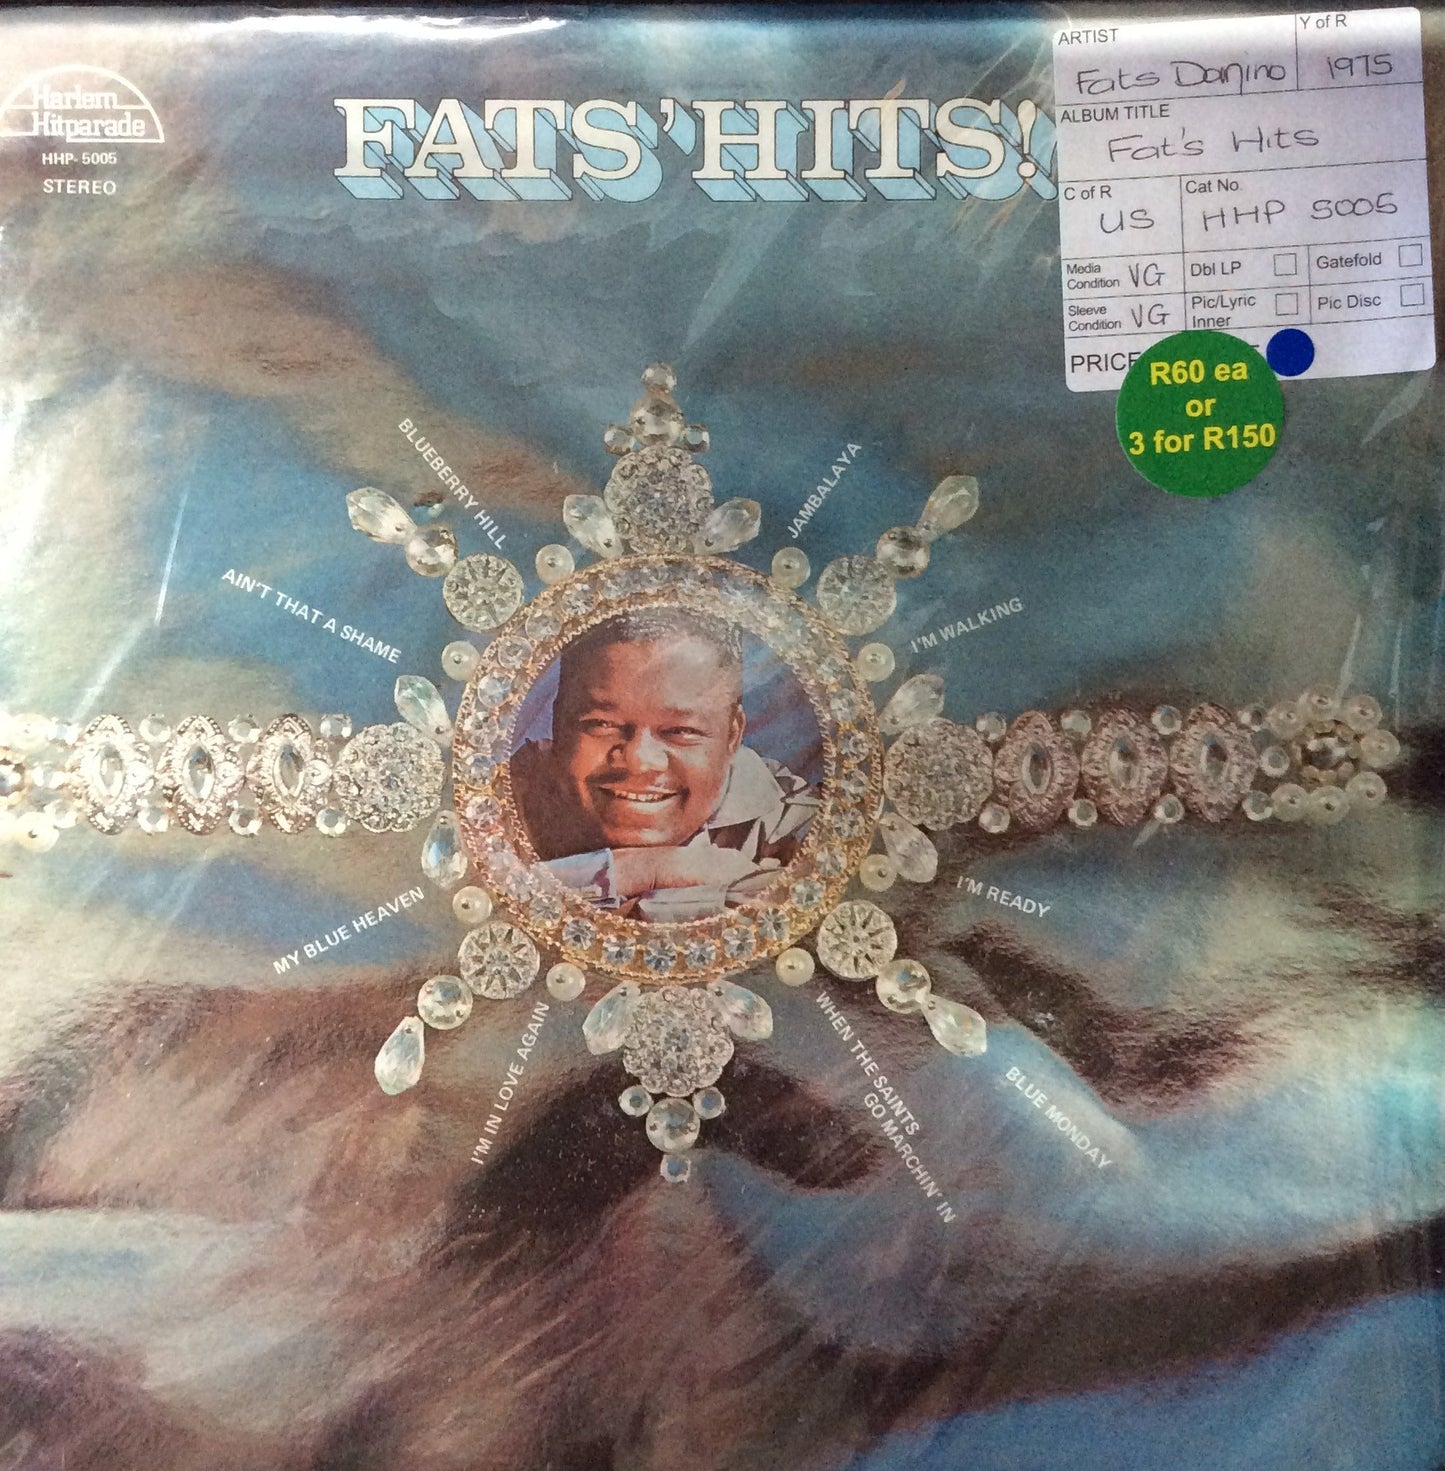 Harlem
Hitparade
HHP-5005
STEREO
FATS' HITS!
ARTIST
Fats Domino
Y of R
1975
ALBUM TITLE
Fat's Hits
C of R
US
Cat No.
HHP 5005
Media
Condition VG
Dbl LP
Gatefold
Sleeve
Condition VG
Pic/Lyric
Inner
Pic Disc
PRICE
R60 ea
or
3 for R150
BLUEBERRY HILL
JAMBALAYA
AIN'T THAT A SHAME
I'M WALKING
MY BLUE HEAVEN
I'M READY
I'M IN LOVE AGAIN
WHEN THE SAINTS
GO MARCHIN' IN
BLUE MONDAY